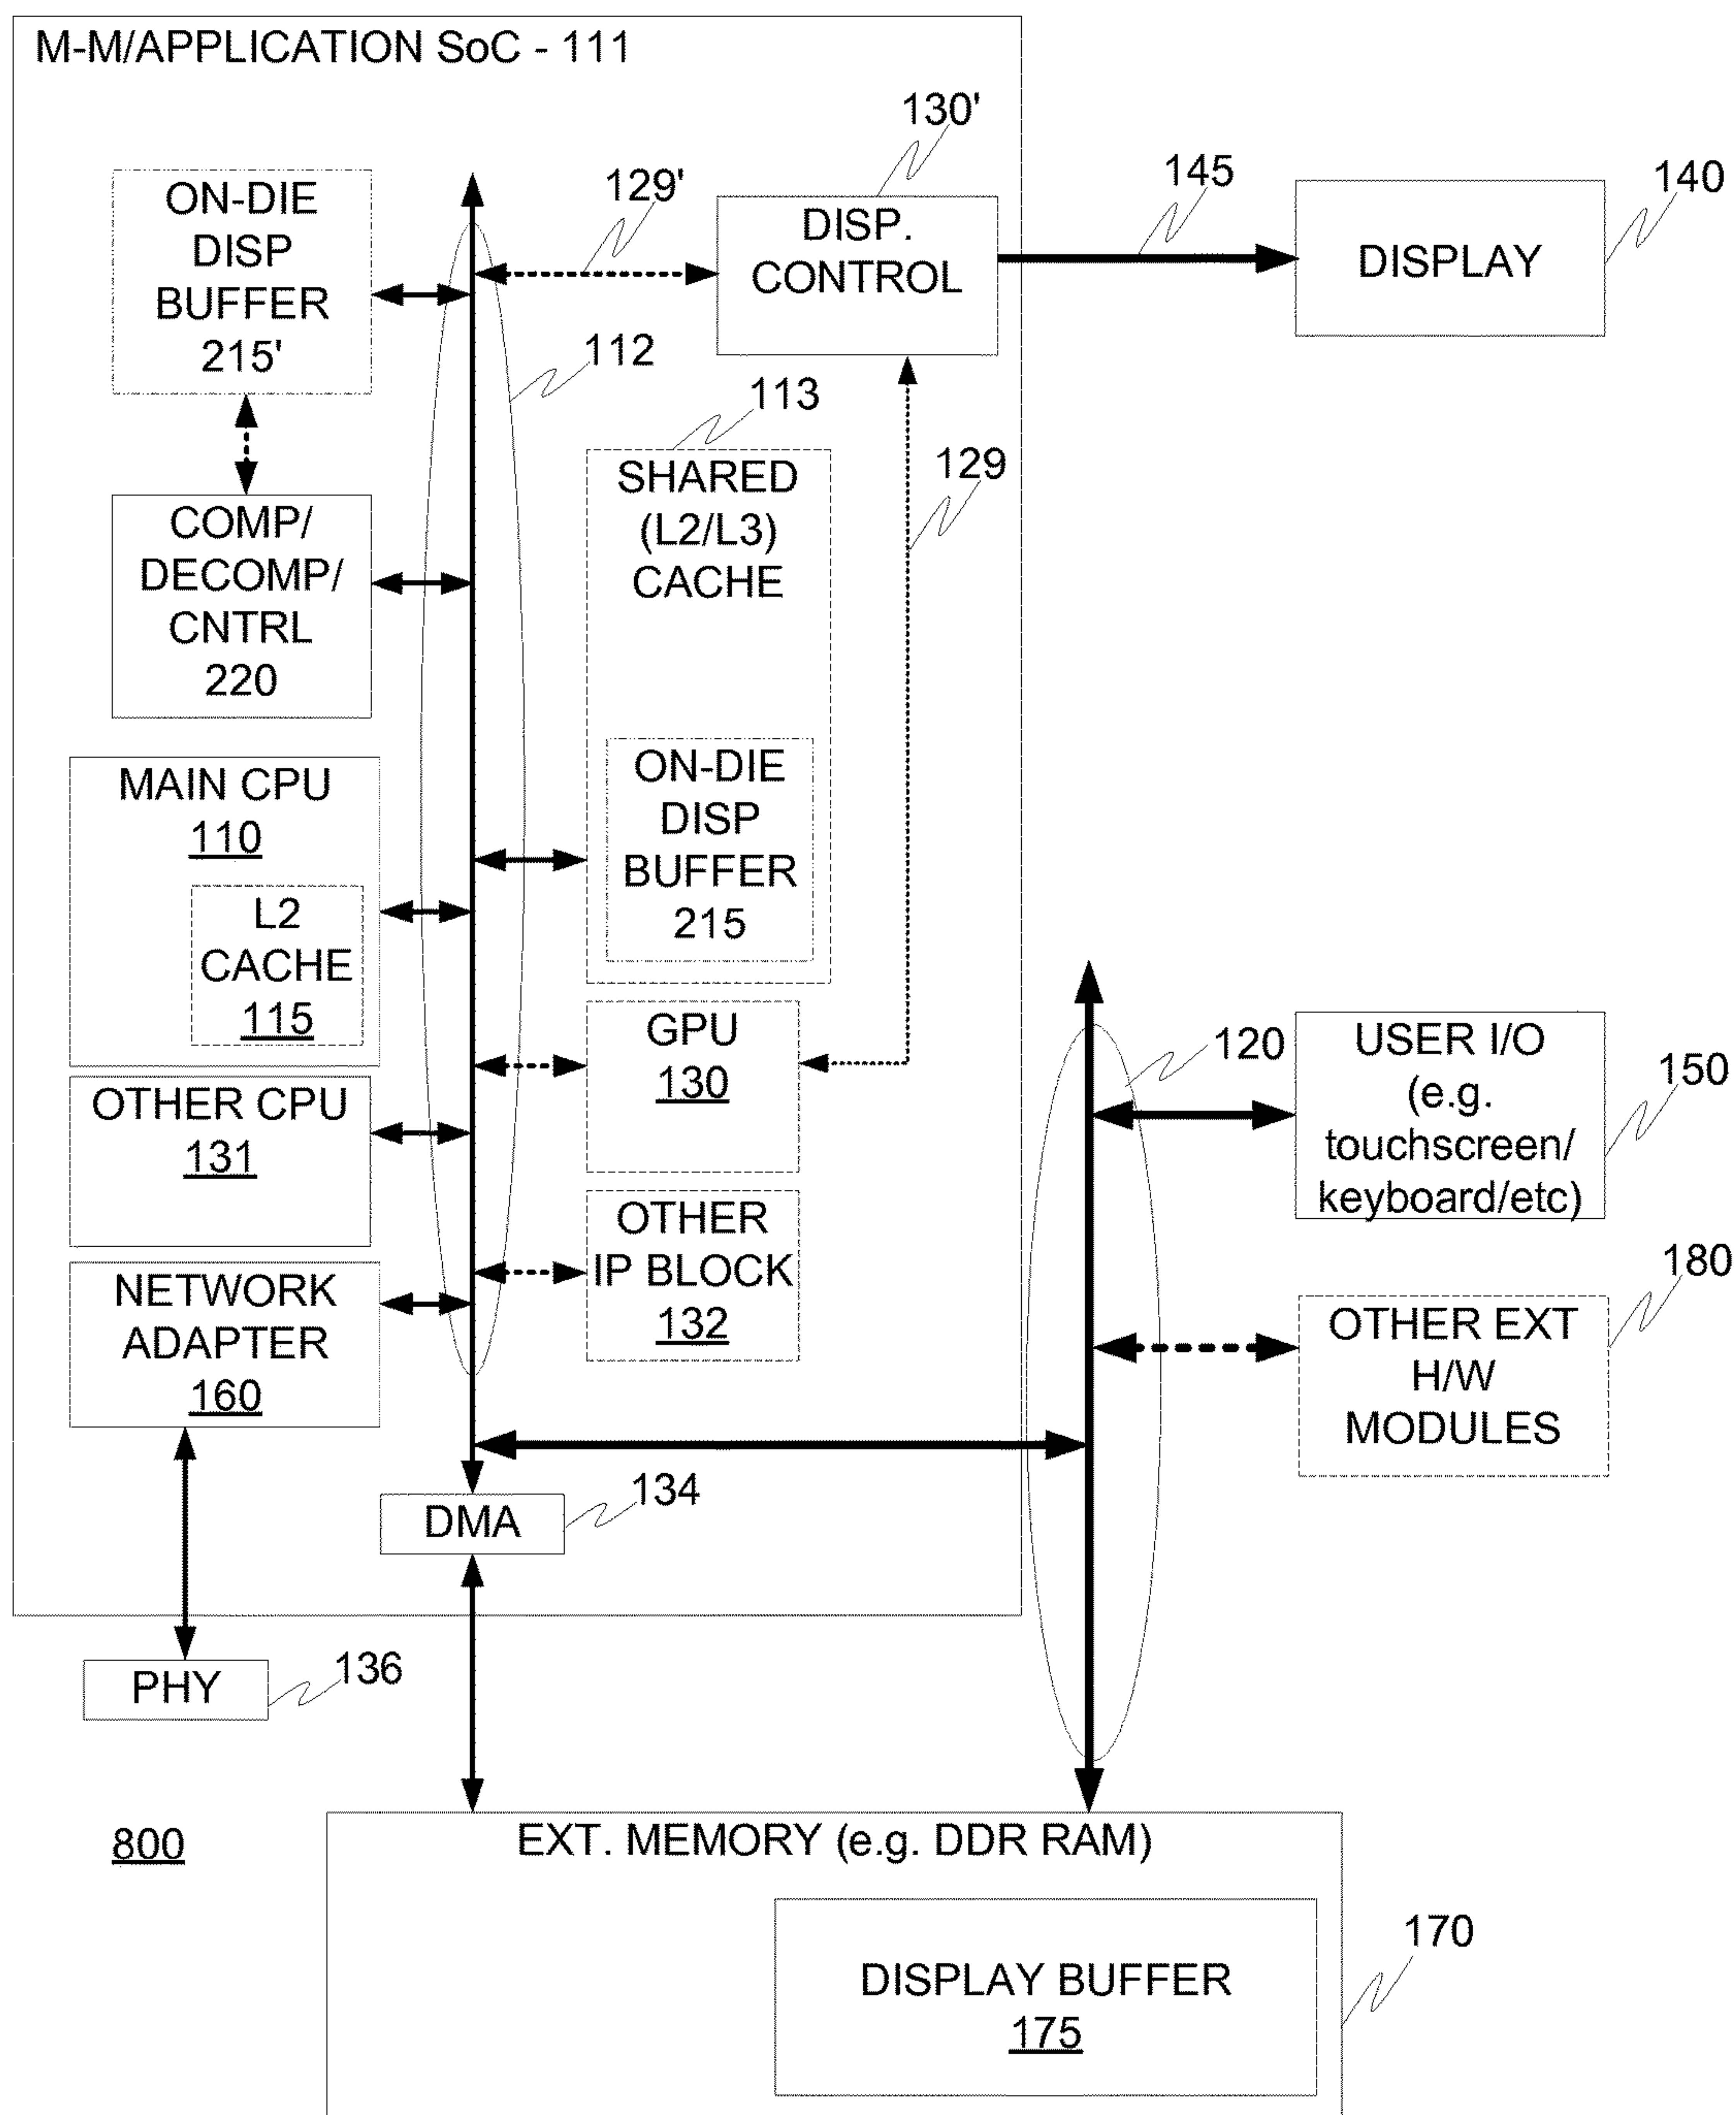 M-M/APPLICATION SoC - 111
130'
129'
145
140
ON-DIE
DISP
BUFFER
215'
DISP.
CONTROL
DISPLAY
112
113
129
COMP/
DECOMP/
CNTRL
220
SHARED
(L2/L3)
CACHE
ON-DIE
DISP
BUFFER
215
MAIN CPU
110
L2
CACHE
115
GPU
130
120
USER I/O
(e.g.
touchscreen/
keyboard/etc)
150
OTHER CPU
131
OTHER
IP BLOCK
132
180
OTHER EXT
H/W
MODULES
NETWORK
ADAPTER
160
DMA
134
PHY
136
800
EXT. MEMORY (e.g. DDR RAM)
170
DISPLAY BUFFER
175